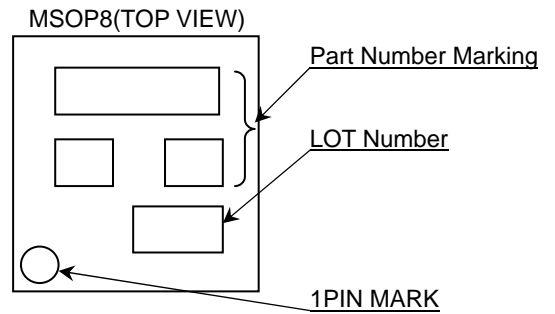 MSOP8(TOP VIEW)
Part Number Marking
LOT Number
1PIN MARK